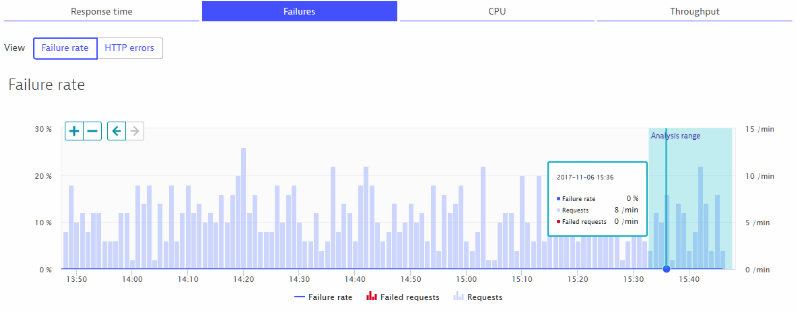 Response time Failures CPU Throughput
View Failure rate HTTP errors
Failure rate
30 % 15 /min
Analysis range
20 % 10 /min
2017-11-06 15:36
Failure rate 0 %
Requests 8 /min
Failed requests 0 /min
10 % 5 /min
0 % 0 /min
13:50 14:00 14:10 14:20 14:30 14:40 14:50 15:00 15:10 15:20 15:30 15:40
Failure rate Failed requests Requests